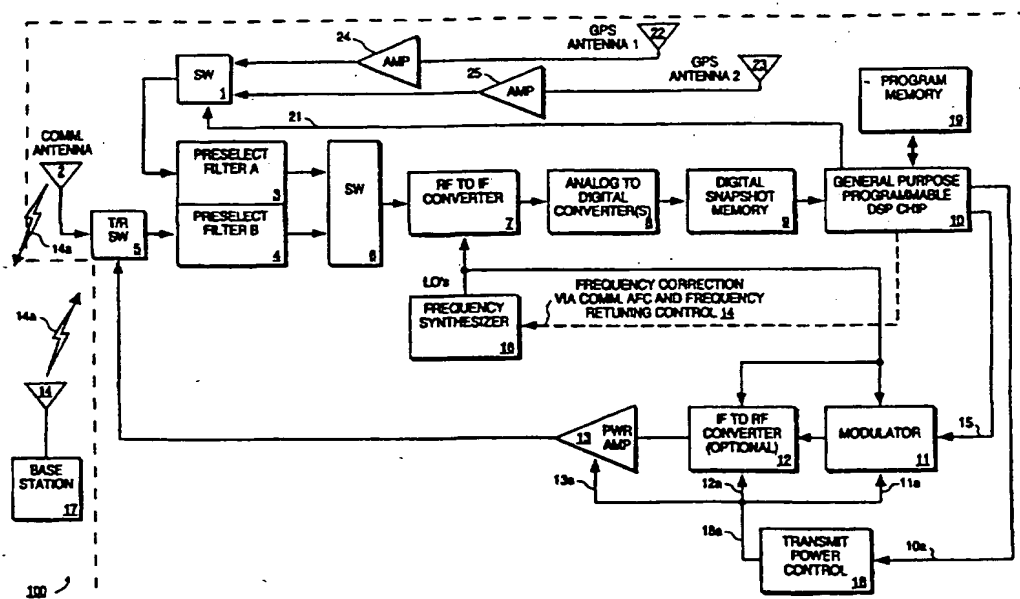 24
GPS
ANTENNA 1
22
AMP
25
GPS
ANTENNA 2
23
AMP
SW
1
21
PROGRAM
MEMORY
19
COMM.
ANTENNA
2
14a
T/R
SW
5
PRESELECT
FILTER A
3
PRESELECT
FILTER B
4
SW
6
RF TO IF
CONVERTER
7
ANALOG TO
DIGITAL
CONVERTER(S)
8
DIGITAL
SNAPSHOT
MEMORY
9
GENERAL PURPOSE
PROGRAMMABLE
DSP CHIP
10
LO's
FREQUENCY
SYNTHESIZER
16
FREQUENCY CORRECTION
VIA COMM. AFC AND FREQUENCY
RETUNING CONTROL 14
14a
14
BASE
STATION
17
13
PWR
AMP
13a
IF TO RF
CONVERTER
(OPTIONAL)
12
12a
MODULATOR
11
11a
15
18a
TRANSMIT
POWER
CONTROL
18
10a
100